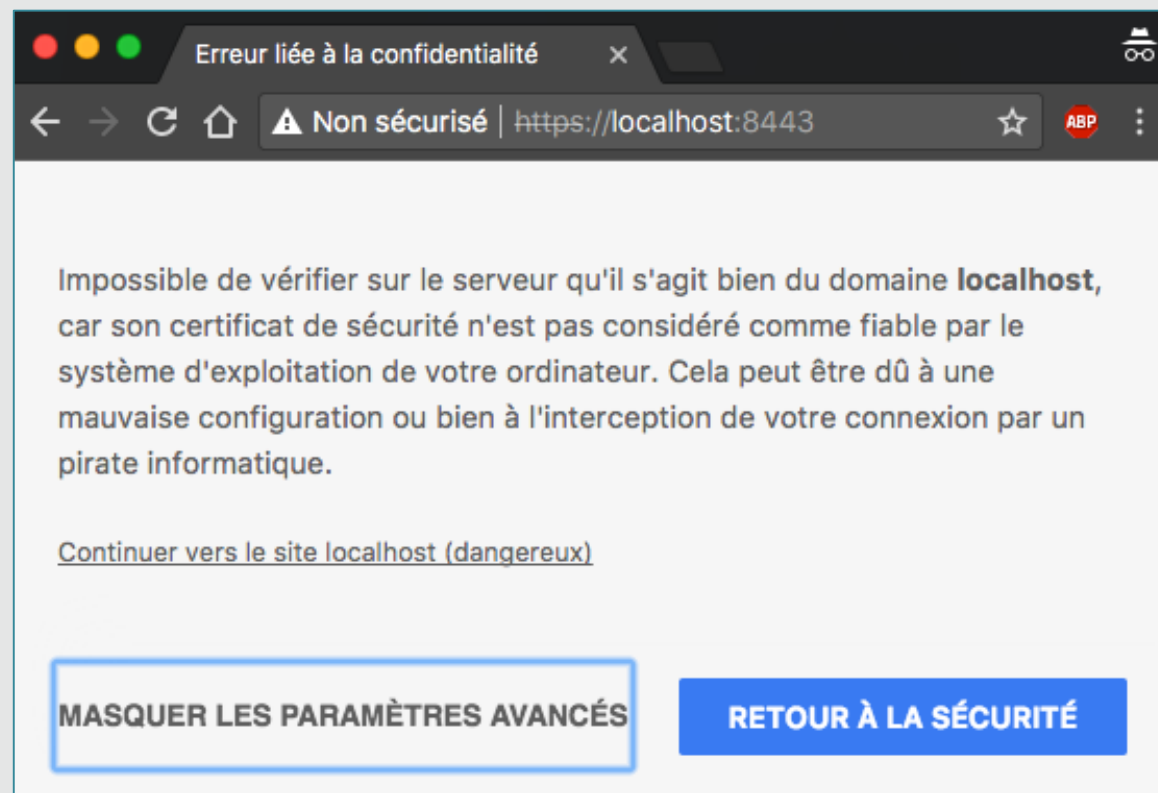 Erreur liée à la confidentialité
Non sécurisé | https://localhost:8443
ABP
Impossible de vérifier sur le serveur qu'il s'agit bien du domaine localhost,
car son certificat de sécurité n'est pas considéré comme fiable par le
système d'exploitation de votre ordinateur. Cela peut être dû à une
mauvaise configuration ou bien à l'interception de votre connexion par un
pirate informatique.
Continuer vers le site localhost (dangereux)
MASQUER LES PARAMÈTRES AVANCÉS
RETOUR À LA SÉCURITÉ